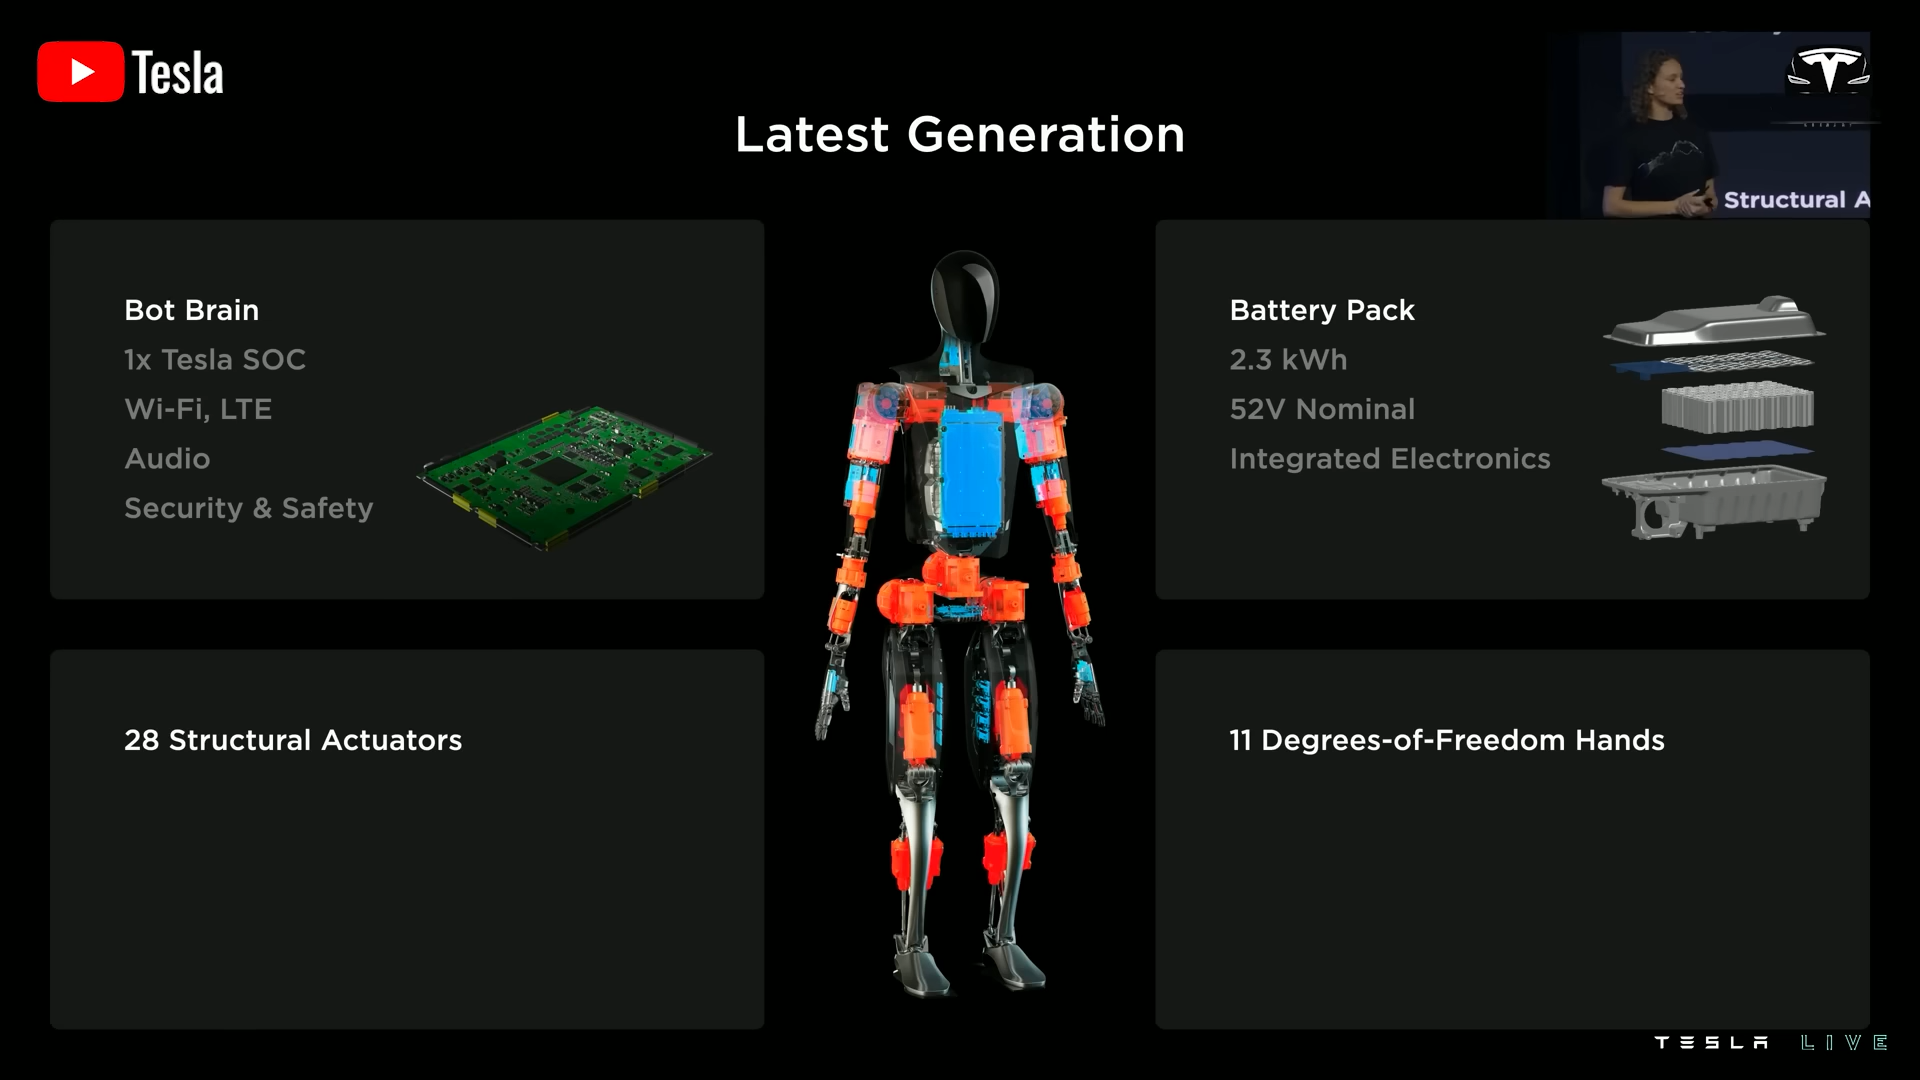 Tesla
Latest Generation
Structural A
Bot Brain
1x Tesla SOC
Wi-Fi, LTE
Audio
Security & Safety
Battery Pack
2.3 kWh
52V Nominal
Integrated Electronics
28 Structural Actuators
11 Degrees-of-Freedom Hands
TESLA LIVE